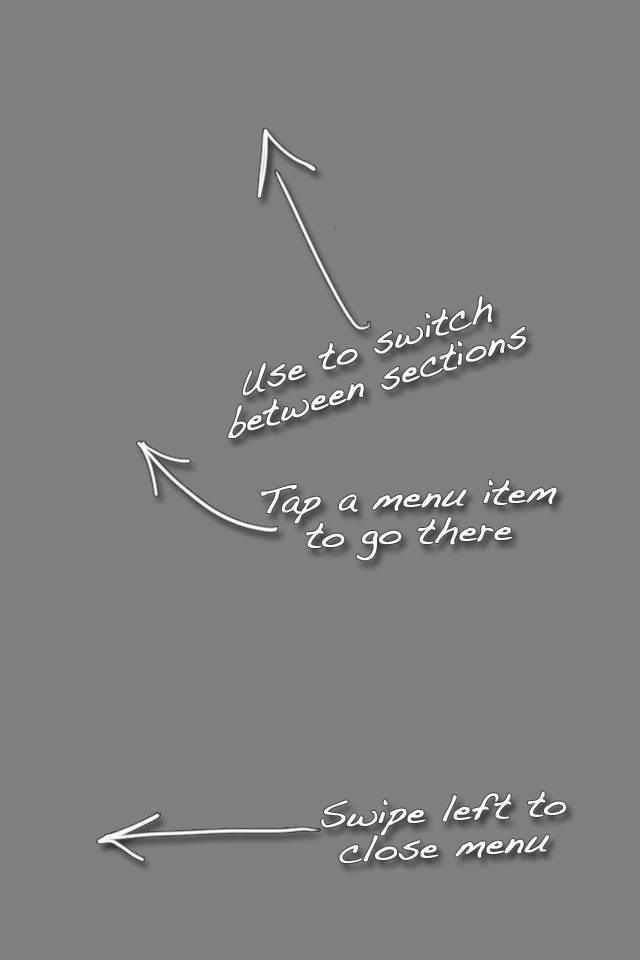 Use to switch
between sections
Tap a menu item
to go there
Swipe left to
close menu